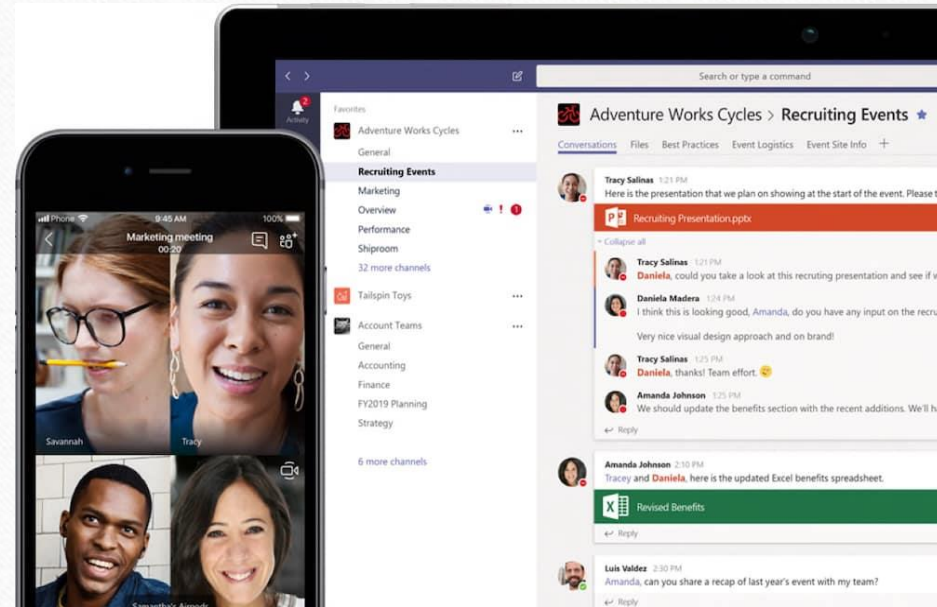 Search or type a command
2
Activity
Favorites
Adventure Works Cycles
General
Recruiting Events
Marketing
Overview
1
Performance
Shiproom
32 more channels
Tailspin Toys
Account Teams
General
Accounting
Finance
FY2019 Planning
Strategy
6 more channels
Adventure Works Cycles > Recruiting Events
Conversations Files Best Practices Event Logistics Event Site Info +
Tracy Salinas 1:21 PM
Here is the presentation that we plan on showing at the start of the event. Please
Recruiting Presentation.pptx
Collapse all
Tracy Salinas 1:21 PM
Daniela, could you take a look at this recruting presentation and see if
Daniela Madera 1:24 PM
I think this is looking good, Amanda, do you have any input on the
Very nice visual design approach and on brand!
Tracy Salinas 1:25 PM
Daniela, thanks! Team effort.
Amanda Johnson 1:25 PM
We should update the benefits section with the recent additions. We'll
Reply
Amanda Johnson 2:10 PM
Tracey and Daniela, here is the updated Excel benefits spreadsheet.
Revised Benefits
Reply
Luis Valdez 2:30 PM
Amanda, can you share a recap of last year's event with my team?
Reply
Phone 9:45 AM 100%
Marketing meeting
00:20
Savannah
Tracy
Samantha's Airpods